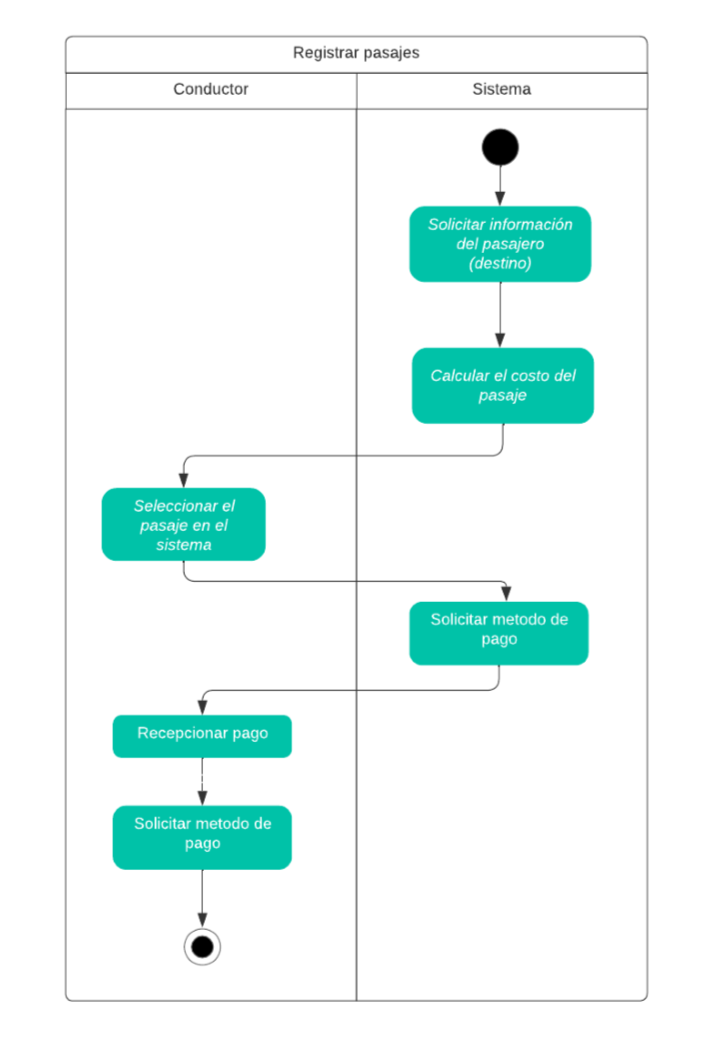 Registrar pasajes
Conductor
Sistema
Solicitar información
del pasajero
(destino)
Calcular el costo del
pasaje
Seleccionar el
pasaje en el
sistema
Solicitar metodo de
pago
Recepcionar pago
Solicitar metodo de
pago